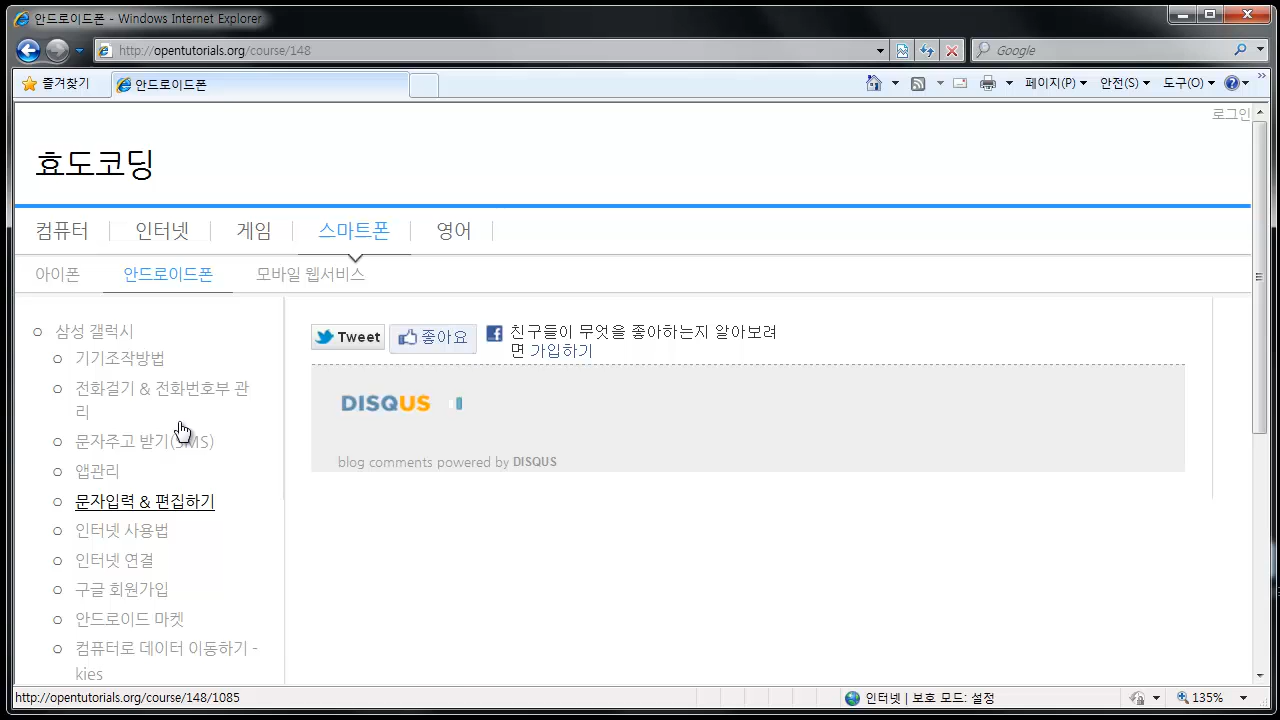 안드로이드폰 - Windows Internet Explorer
http://opentutorials.org/course/148
Google
즐겨찾기
안드로이드폰
페이지(P)
안전(S)
도구(O)
로그인
효도코딩
컴퓨터
인터넷
게임
스마트폰
영어
아이폰
안드로이드폰
모바일 웹서비스
삼성 갤럭시
기기조작방법
전화걸기 & 전화번호부 관
리
문자주고 받기(SMS)
앱관리
문자입력 & 편집하기
인터넷 사용법
인터넷 연결
구글 회원가입
안드로이드 마켓
컴퓨터로 데이터 이동하기 -
kies
Tweet
좋아요
친구들이 무엇을 좋아하는지 알아보려
면 가입하기
DISQUS
blog comments powered by DISQUS
http://opentutorials.org/course/148/1085
인터넷 | 보호 모드: 설정
135%